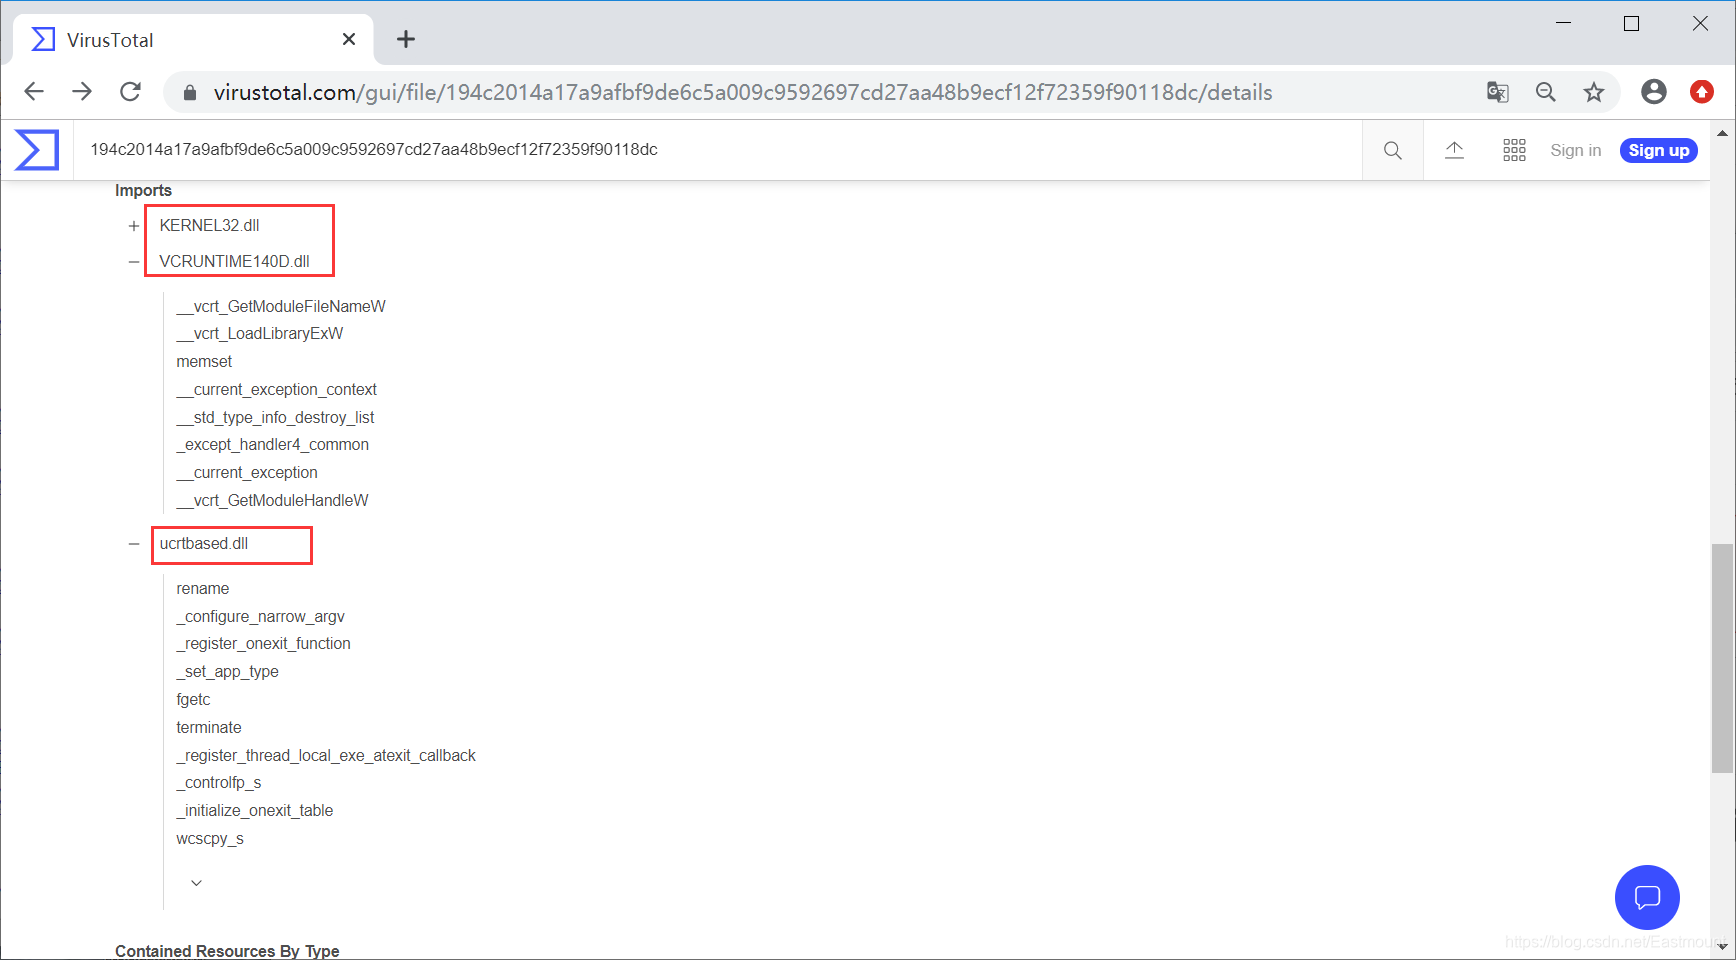 VirusTotal
virustotal.com/gui/file/194c2014a17a9afbf9de6c5a009c9592697cd27aa48b9ecf12f72359f90118dc/details
194c2014a17a9afbf9de6c5a009c9592697cd27aa48b9ecf12f72359f90118dc
Sign in
Sign up
Imports
+ KERNEL32.dll
− VCRUNTIME140D.dll
__vcrt_GetModuleFileNameW
__vcrt_LoadLibraryExW
memset
__current_exception_context
__std_type_info_destroy_list
_except_handler4_common
__current_exception
__vcrt_GetModuleHandleW
− ucrtbased.dll
rename
_configure_narrow_argv
_register_onexit_function
_set_app_type
fgetc
terminate
_register_thread_local_exe_atexit_callback
_controlfp_s
_initialize_onexit_table
wcscpy_s
https://blog.csdn.net/Eastmount
Contained Resources By Type